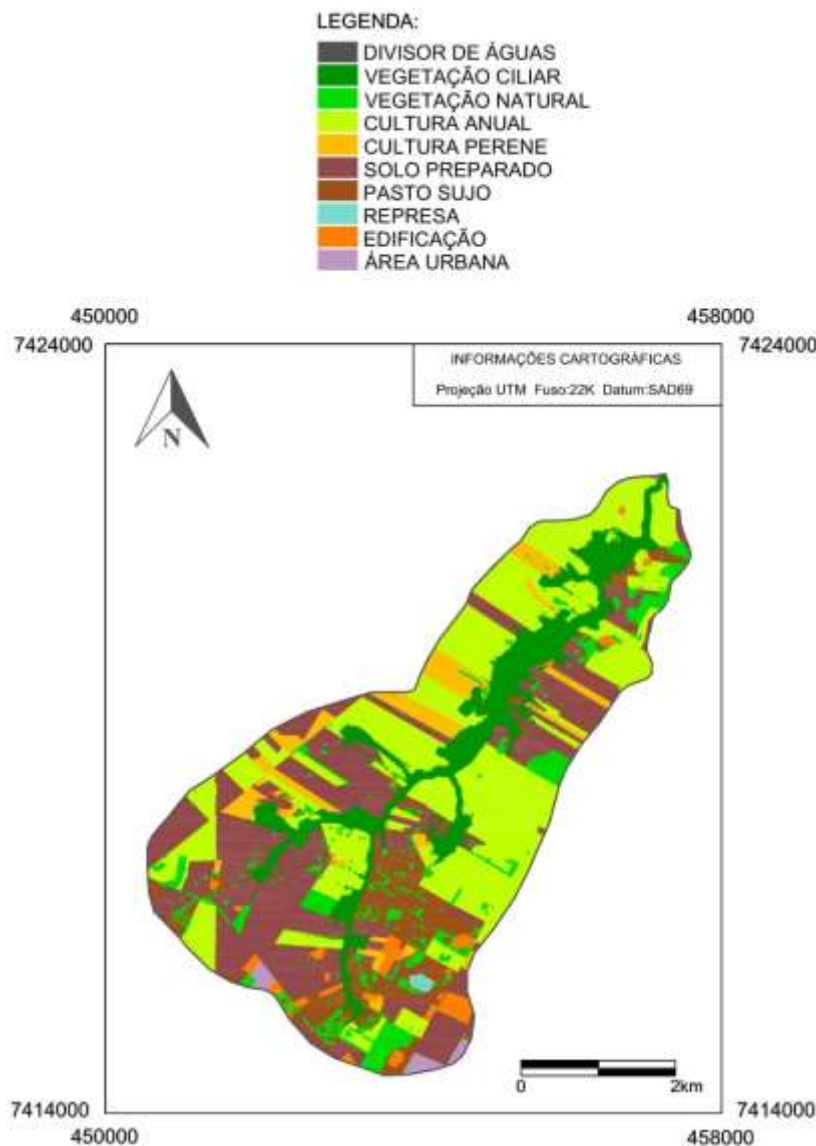 LEGENDA:
DIVISOR DE ÁGUAS
VEGETAÇÃO CILIAR
VEGETAÇÃO NATURAL
CULTURA ANUAL
CULTURA PERENE
SOLO PREPARADO
PASTO SUJO
REPRESA
EDIFICAÇÃO
ÁREA URBANA
450000 458000
7424000 7424000
INFORMAÇÕES CARTOGRÁFICAS
Projeção UTM Fuso:22K Datum:SAD69
N
0 2km
7414000 7414000
450000 458000